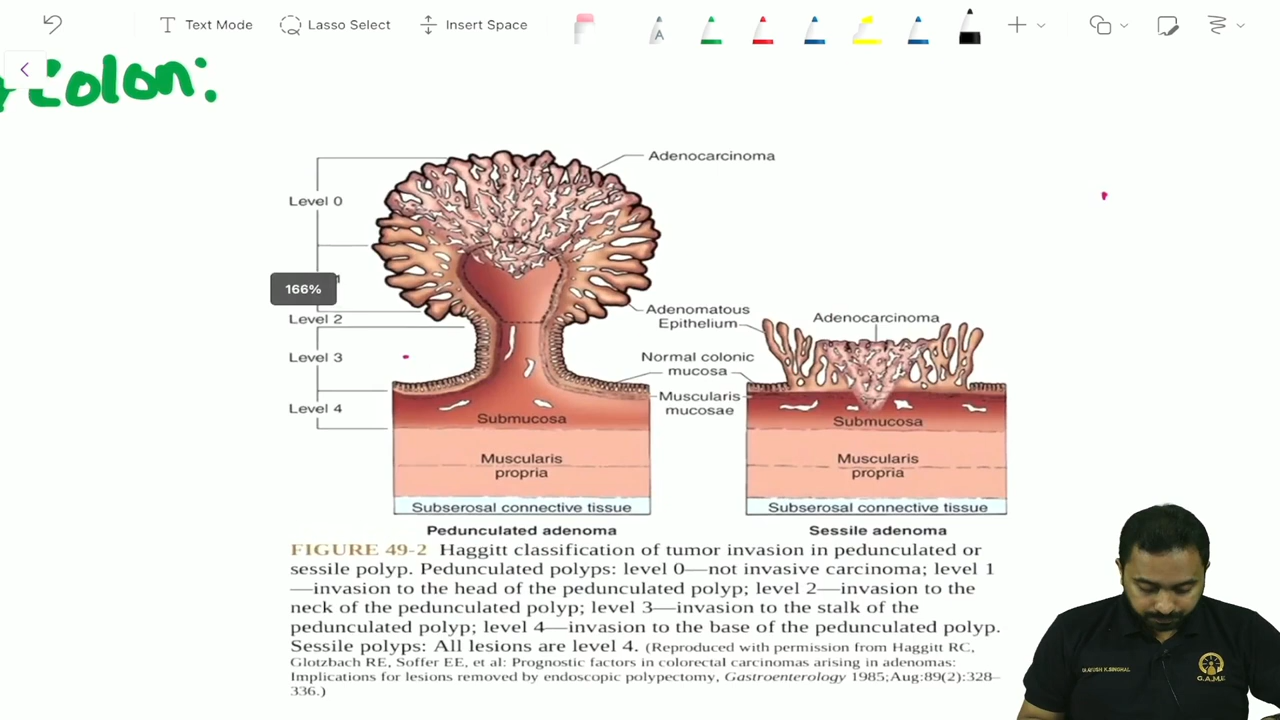 Text Mode
Lasso Select
Insert Space
Colon:
Adenocarcinoma
Level 0
166%
Level 2
Level 3
Level 4
Adenomatous
Epithelium
Normal colonic
mucosa
Muscularis
mucosae
Adenocarcinoma
Submucosa
Muscularis
propria
Subserosal connective tissue
Submucosa
Muscularis
propria
Subserosal connective tissue
Pedunculated adenoma
Sessile adenoma
FIGURE 49-2 Haggitt classification of tumor invasion in pedunculated or
sessile polyp. Pedunculated polyps: level 0—not invasive carcinoma; level 1
—invasion to the head of the pedunculated polyp; level 2—invasion to the
neck of the pedunculated polyp; level 3—invasion to the stalk of the
pedunculated polyp; level 4—invasion to the base of the pedunculated polyp.
Sessile polyps: All lesions are level 4. (Reproduced with permission from Haggitt RC,
Glotzbach RE, Soffer EE, et al: Prognostic factors in colorectal carcinomas arising in adenomas:
Implications for lesions removed by endoscopic polypectomy, Gastroenterology 1985;Aug:89(2):328–
336.)